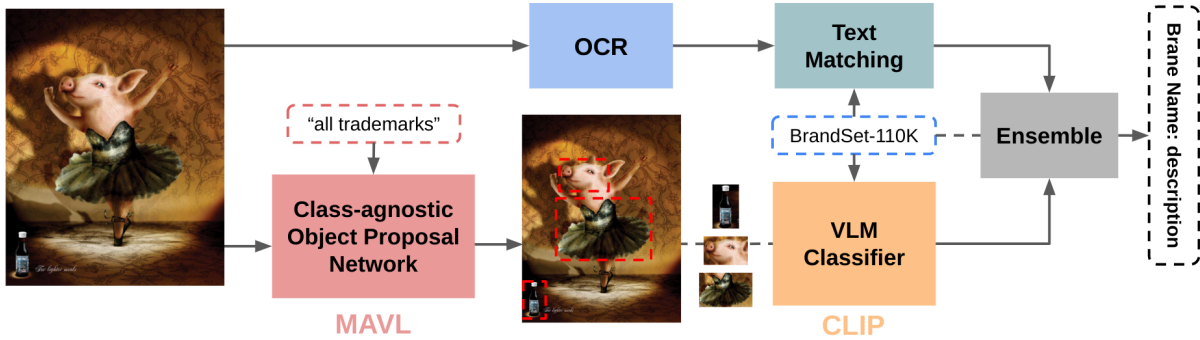 OCR
Text
Matching
“all trademarks”
BrandSet-110K
Ensemble
Brane Name: description
Class-agnostic
Object Proposal
Network
VLM
Classifier
MAVL
CLIP